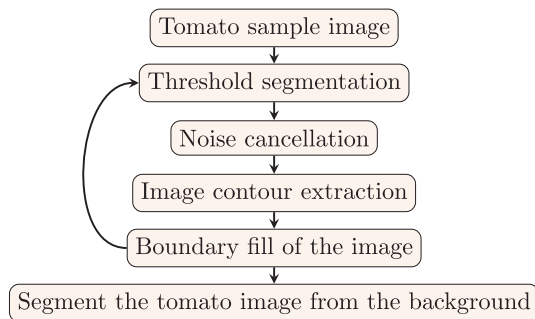 Tomato sample image
Threshold segmentation
Noise cancellation
Image contour extraction
Boundary fill of the image
Segment the tomato image from the background